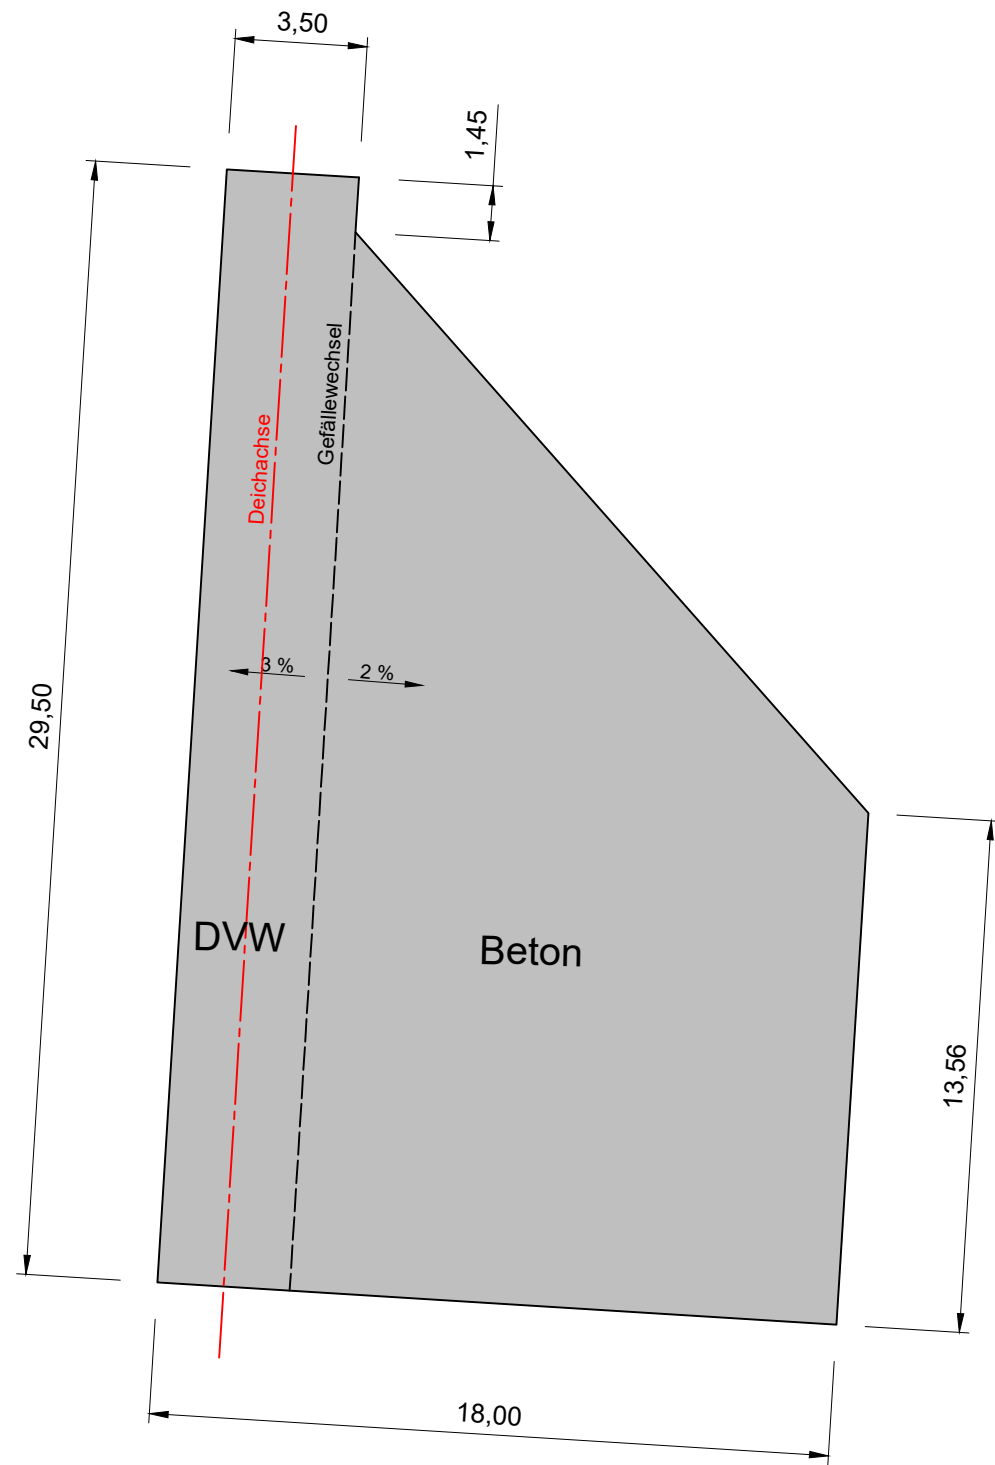 3,50
1,45
Gefällewechsel
Deichachse
3 %
2 %
29,50
DVW
Beton
13,56
18,00